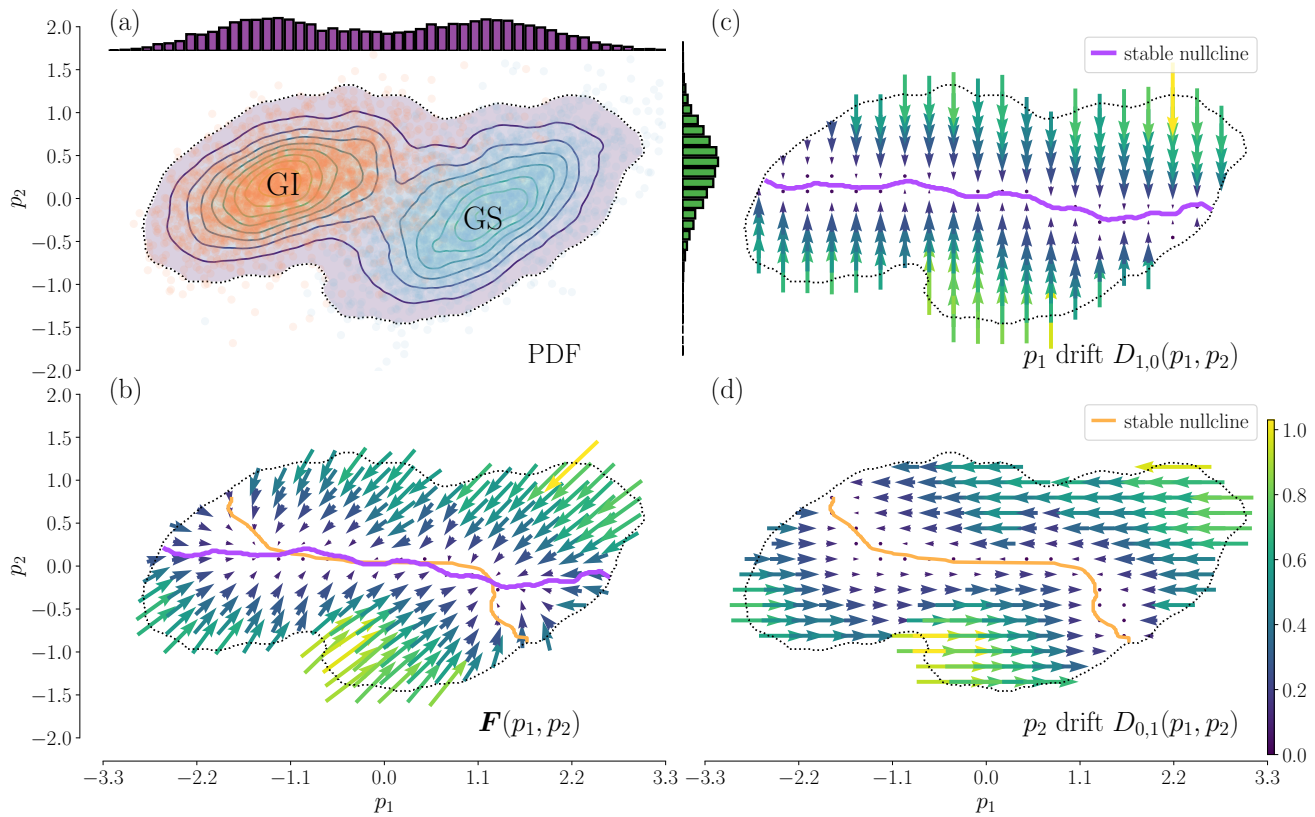 (a)
2.0
1.5
1.0
0.5
0.0
−0.5
−1.0
−1.5
−2.0
p₂
GI
GS
PDF
(c)
stable nullcline
p₁ drift D₁,₀(p₁, p₂)
(b)
2.0
1.5
1.0
0.5
0.0
−0.5
−1.0
−1.5
−2.0
p₂
F(p₁, p₂)
−3.3 −2.2 −1.1 0.0 1.1 2.2 3.3
p₁
(d)
stable nullcline
p₂ drift D₀,₁(p₁, p₂)
−3.3 −2.2 −1.1 0.0 1.1 2.2 3.3
p₁
1.0
0.8
0.6
0.4
0.2
0.0